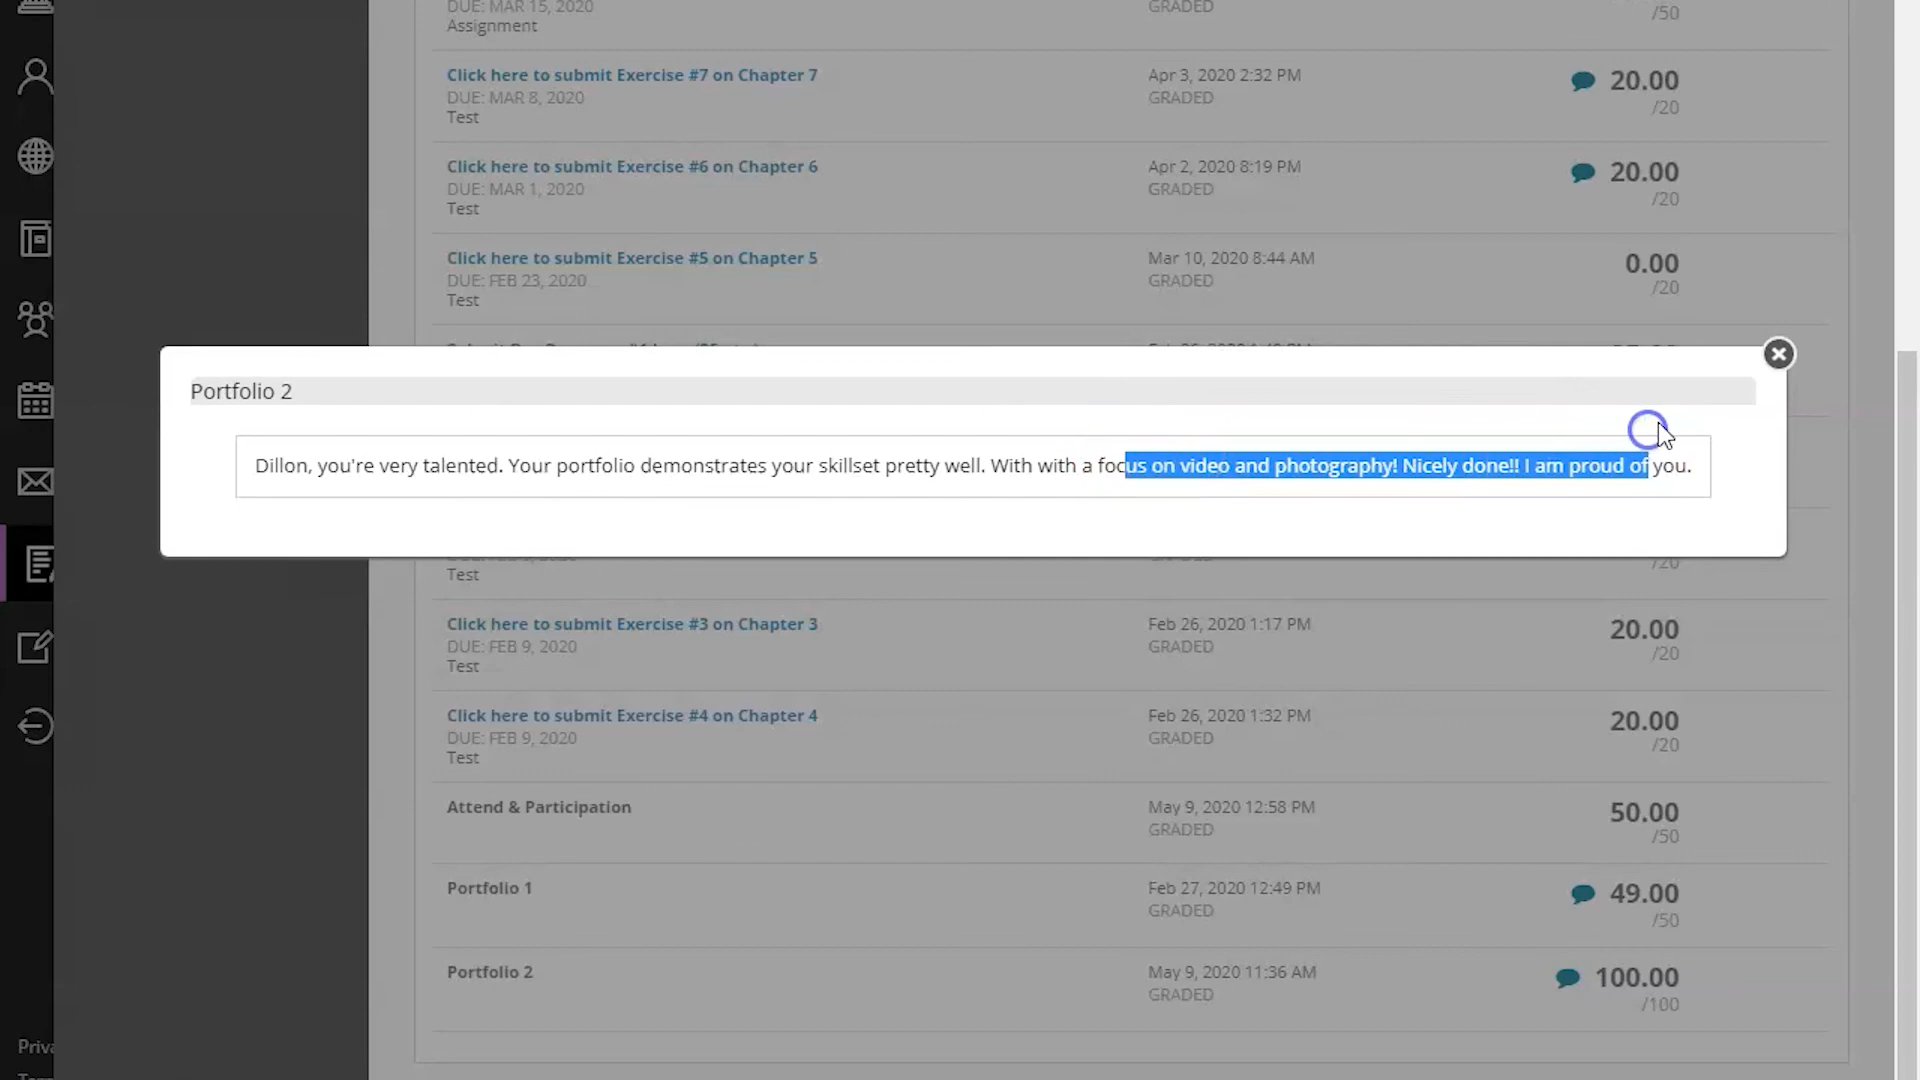 DUE: MAR 15, 2020
GRADED
/50
Assignment
Click here to submit Exercise #7 on Chapter 7
Apr 3, 2020 2:32 PM
20.00
DUE: MAR 8, 2020
GRADED
/20
Test
Click here to submit Exercise #6 on Chapter 6
Apr 2, 2020 8:19 PM
20.00
DUE: MAR 1, 2020
GRADED
/20
Test
Click here to submit Exercise #5 on Chapter 5
Mar 10, 2020 8:44 AM
0.00
DUE: FEB 23, 2020
GRADED
/20
Test
Portfolio 2
Dillon, you're very talented. Your portfolio demonstrates your skillset pretty well. With with a focus on video and photography! Nicely done!! I am proud of you.
/20
Test
Click here to submit Exercise #3 on Chapter 3
Feb 26, 2020 1:17 PM
20.00
DUE: FEB 9, 2020
GRADED
/20
Test
Click here to submit Exercise #4 on Chapter 4
Feb 26, 2020 1:32 PM
20.00
DUE: FEB 9, 2020
GRADED
/20
Test
Attend & Participation
May 9, 2020 12:58 PM
50.00
GRADED
/50
Portfolio 1
Feb 27, 2020 12:49 PM
49.00
GRADED
/50
Portfolio 2
May 9, 2020 11:36 AM
100.00
GRADED
/100
Priva